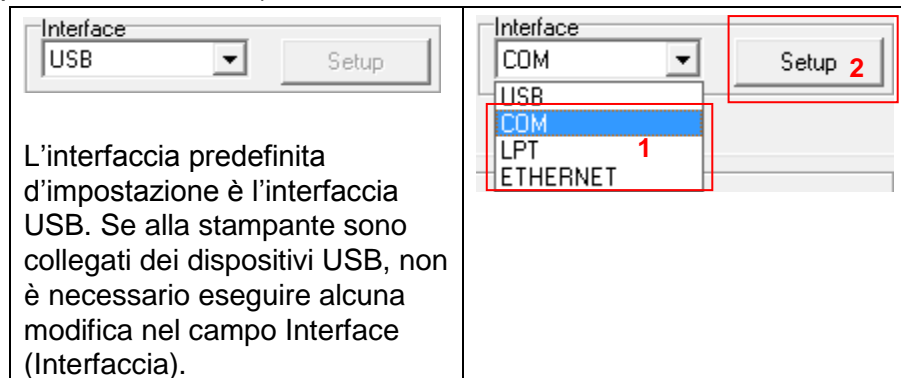 Interface
USB
Setup
L'interfaccia predefinita
d'impostazione è l'interfaccia
USB. Se alla stampante sono
collegati dei dispositivi USB, non
è necessario eseguire alcuna
modifica nel campo Interface
(Interfaccia).
Interface
COM
Setup 2
USB
COM
LPT 1
ETHERNET